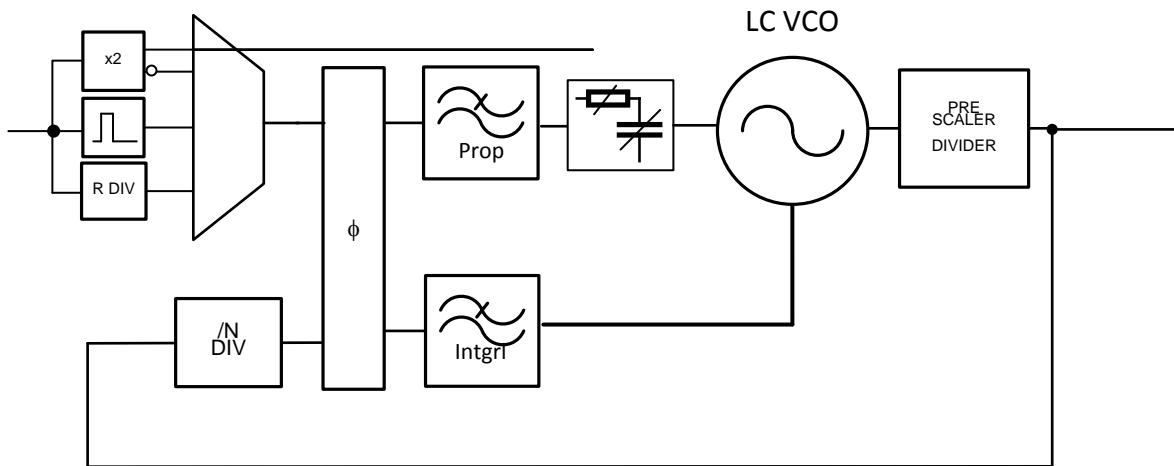 LC VCO
x2
R DIV
Prop
PRE
SCALER
DIVIDER
ϕ
/N
DIV
Intgrl